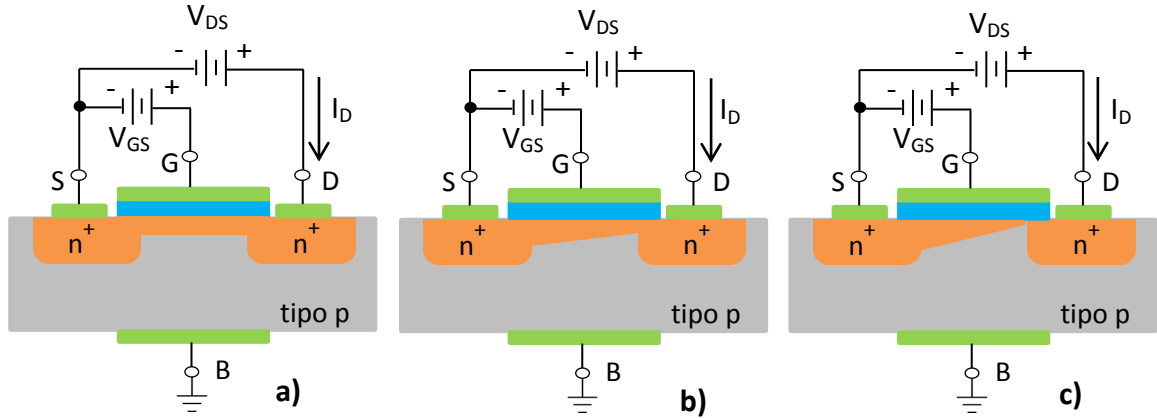 V_DS
- +
- +
V_GS
I_D
S
G
D
n+
n+
tipo p
B
a)
V_DS
- +
- +
V_GS
I_D
S
G
D
n+
n+
tipo p
B
b)
V_DS
- +
- +
V_GS
I_D
S
G
D
n+
n+
tipo p
B
c)